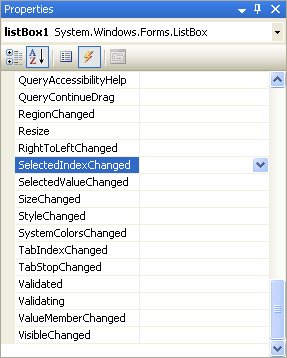 Properties
listBox1 System.Windows.Forms.ListBox
QueryAccessibilityHelp
QueryContinueDrag
RegionChanged
Resize
RightToLeftChanged
SelectedIndexChanged
SelectedValueChanged
SizeChanged
StyleChanged
SystemColorsChanged
TabIndexChanged
TabStopChanged
Validated
Validating
ValueMemberChanged
VisibleChanged